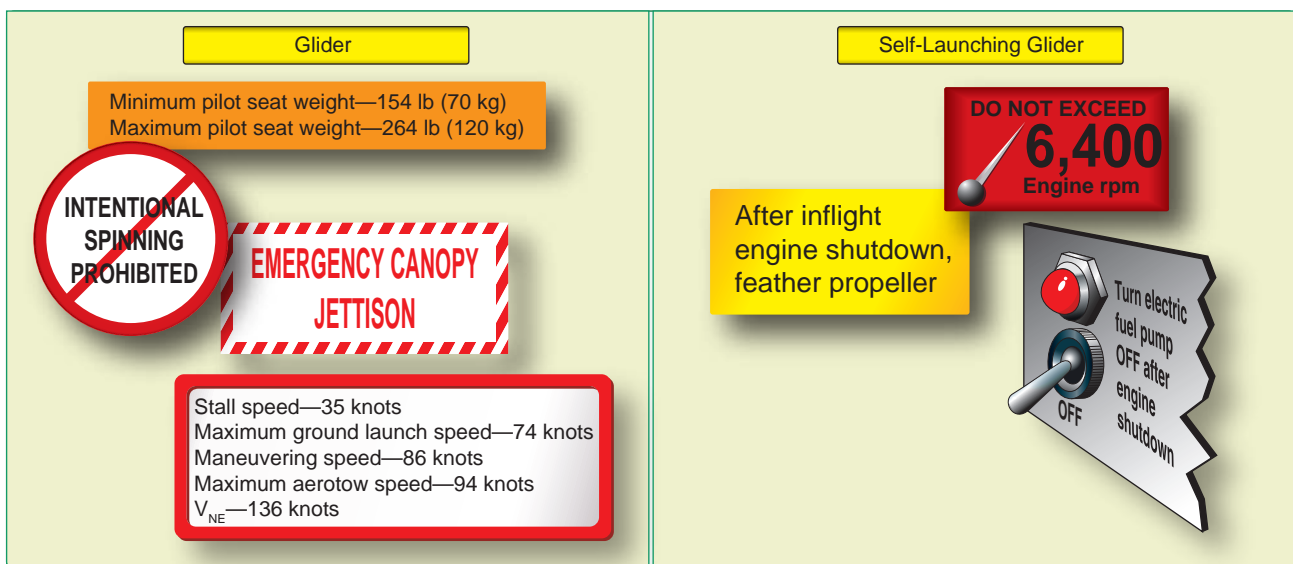 Glider
Minimum pilot seat weight—154 lb (70 kg)
Maximum pilot seat weight—264 lb (120 kg)
INTENTIONAL
SPINNING
PROHIBITED
EMERGENCY CANOPY
JETTISON
Stall speed—35 knots
Maximum ground launch speed—74 knots
Maneuvering speed—86 knots
Maximum aerotow speed—94 knots
VNE—136 knots
Self-Launching Glider
DO NOT EXCEED
6,400
Engine rpm
After inflight
engine shutdown,
feather propeller
Turn electric
fuel pump
OFF after
engine
shutdown
OFF